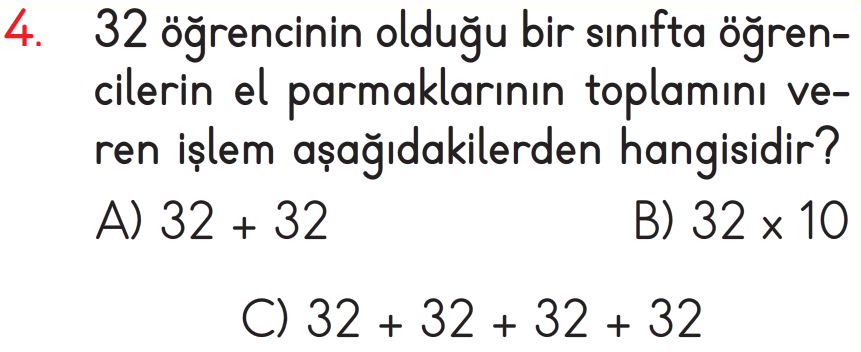 4. 32 öğrencinin olduğu bir sınıfta öğren-
cilerin el parmaklarının toplamını ve-
ren işlem aşağıdakilerden hangisidir?
A) 32 + 32 B) 32 x 10
C) 32 + 32 + 32 + 32